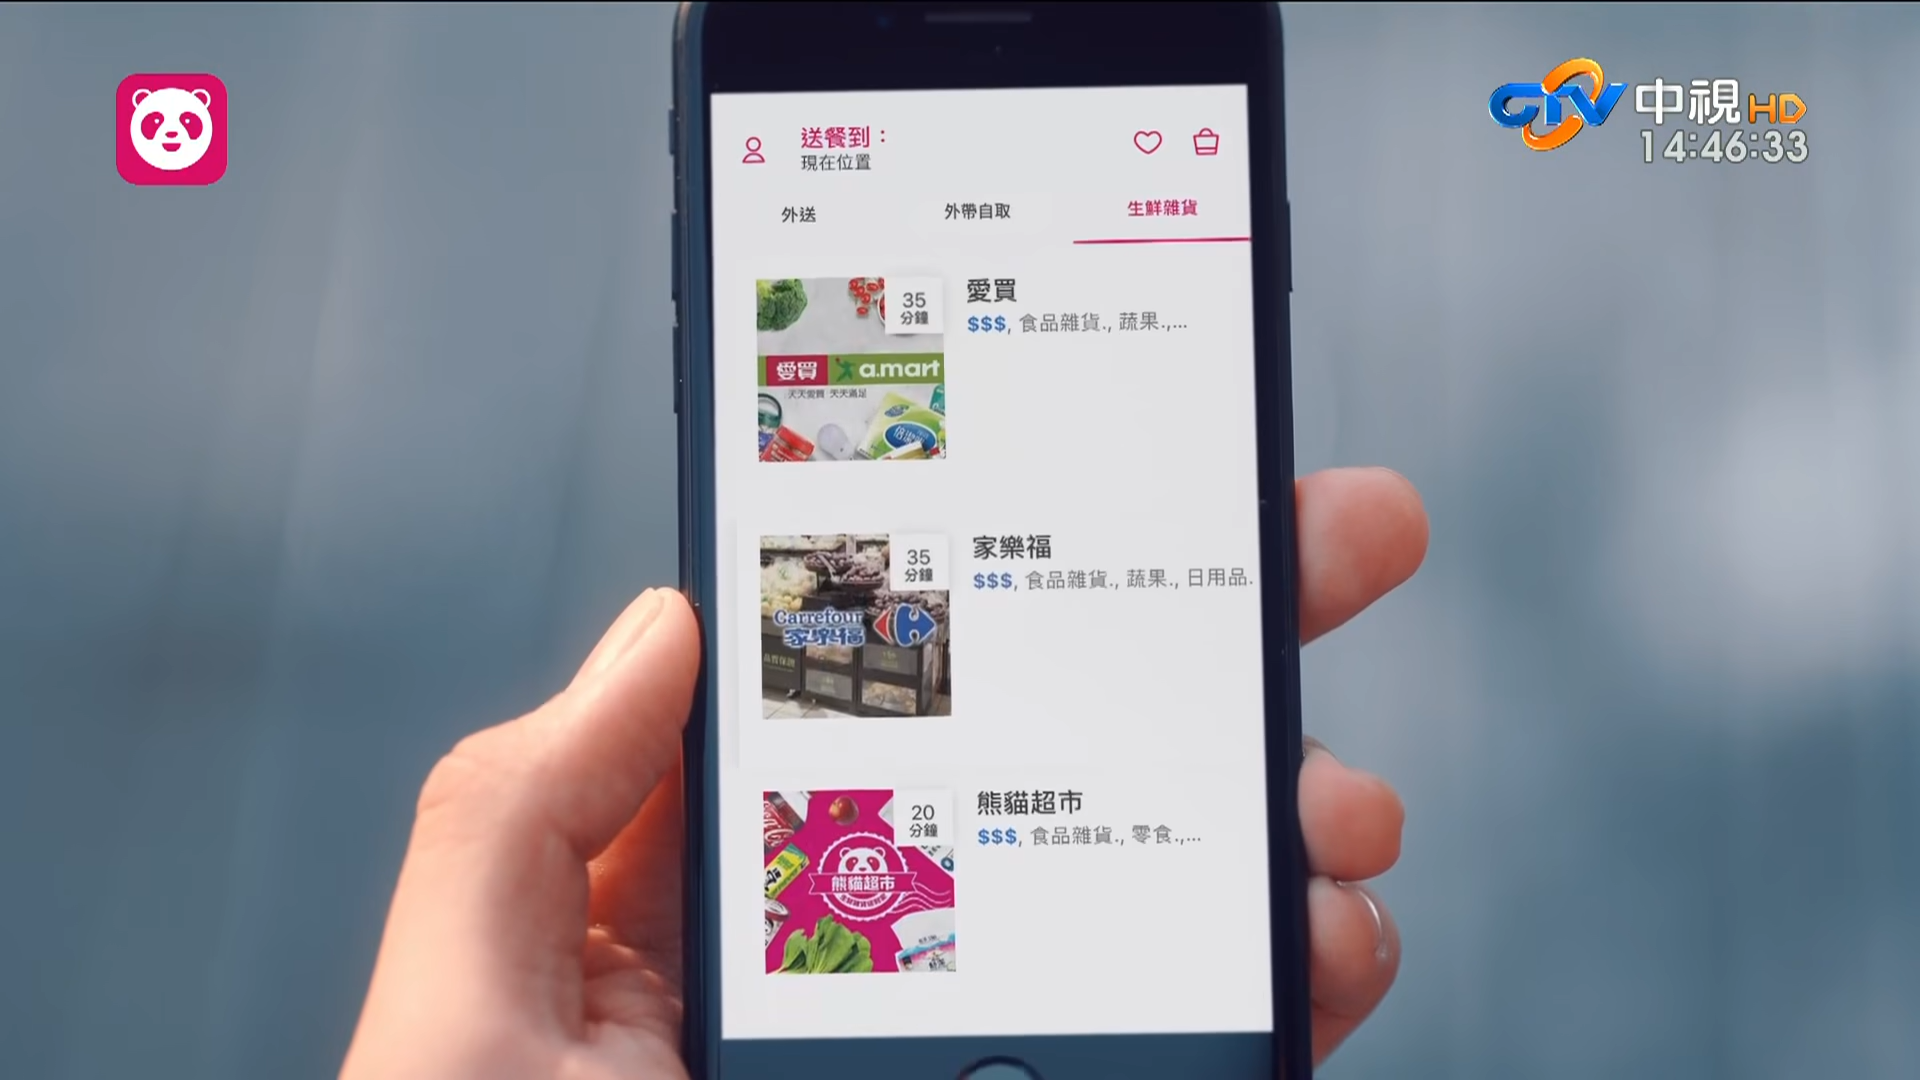 CTV 中視 HD
14:46:33
送餐到：
現在位置
外送
外帶自取
生鮮雜貨
35
分鐘
愛買
$$$, 食品雜貨., 蔬果.,...
愛買 a.mart
天天愛買 天天滿足
35
分鐘
家樂福
$$$, 食品雜貨., 蔬果., 日用品.
Carrefour
家樂福
20
分鐘
熊貓超市
$$$, 食品雜貨., 零食.,...
熊貓超市